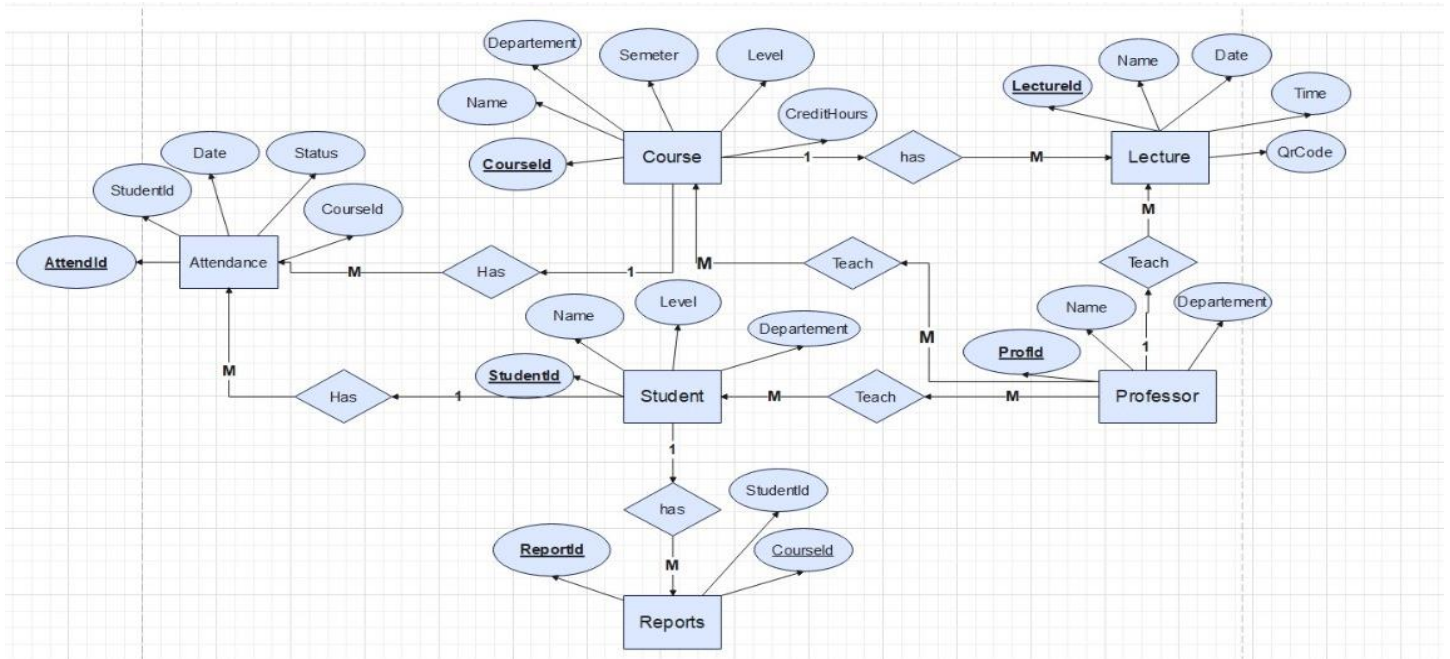 Departement
Semeter
Level
Name
CreditHours
CourseId
Course
1
has
M
LectureId
Name
Date
Time
QrCode
Lecture
Date
Status
StudentId
CourseId
AttendId
Attendance
M
Has
1
M
Teach
M
M
Teach
1
Name
Departement
ProfId
Professor
Name
Level
Departement
StudentId
Student
M
Has
1
M
Teach
M
1
has
M
StudentId
ReportId
CourseId
Reports